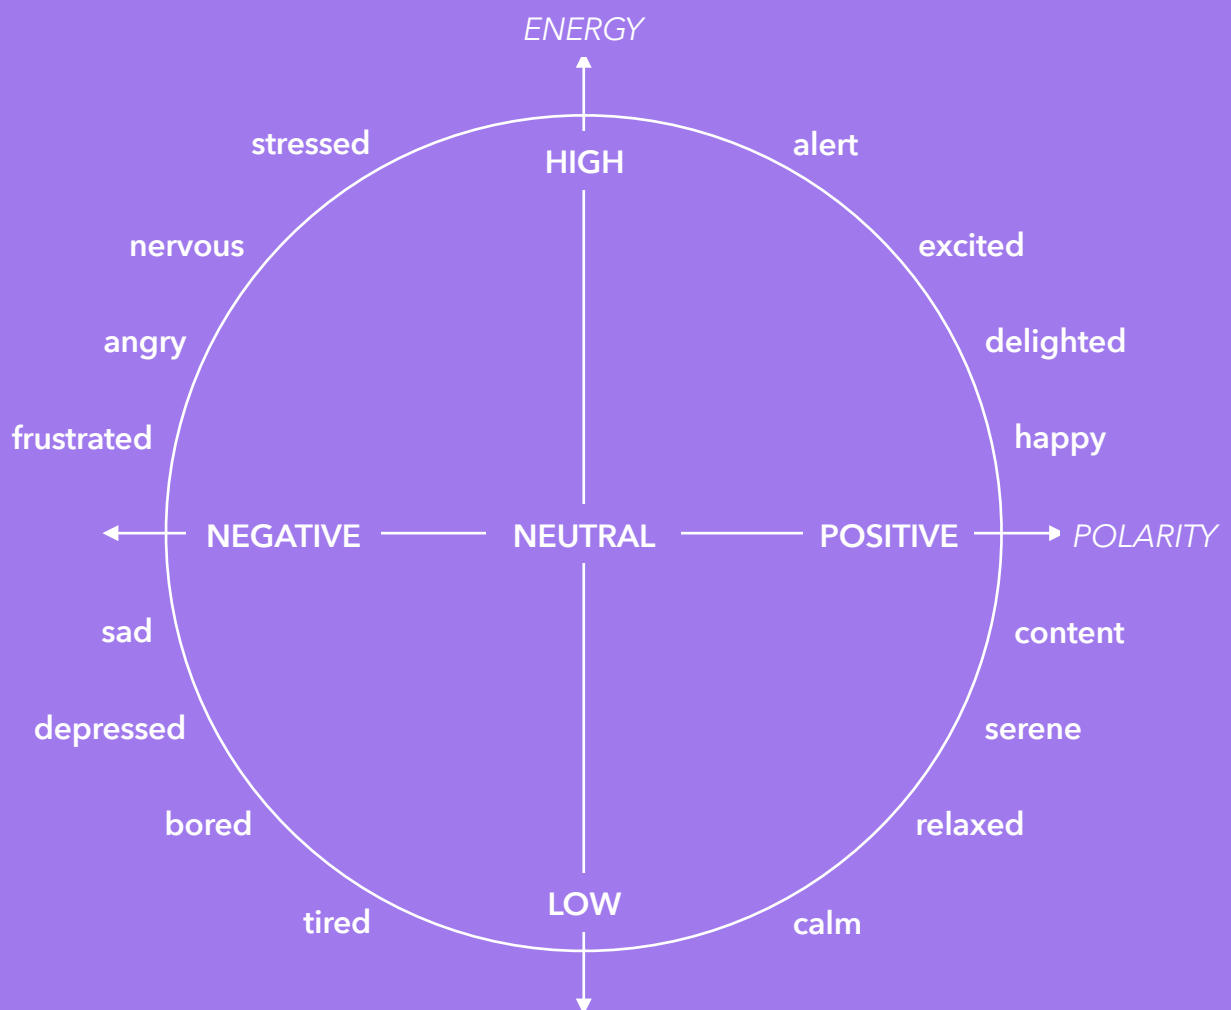 ENERGY
stressed
HIGH
alert
nervous
excited
angry
delighted
frustrated
happy
NEGATIVE
NEUTRAL
POSITIVE
POLARITY
sad
content
depressed
serene
bored
relaxed
LOW
tired
calm